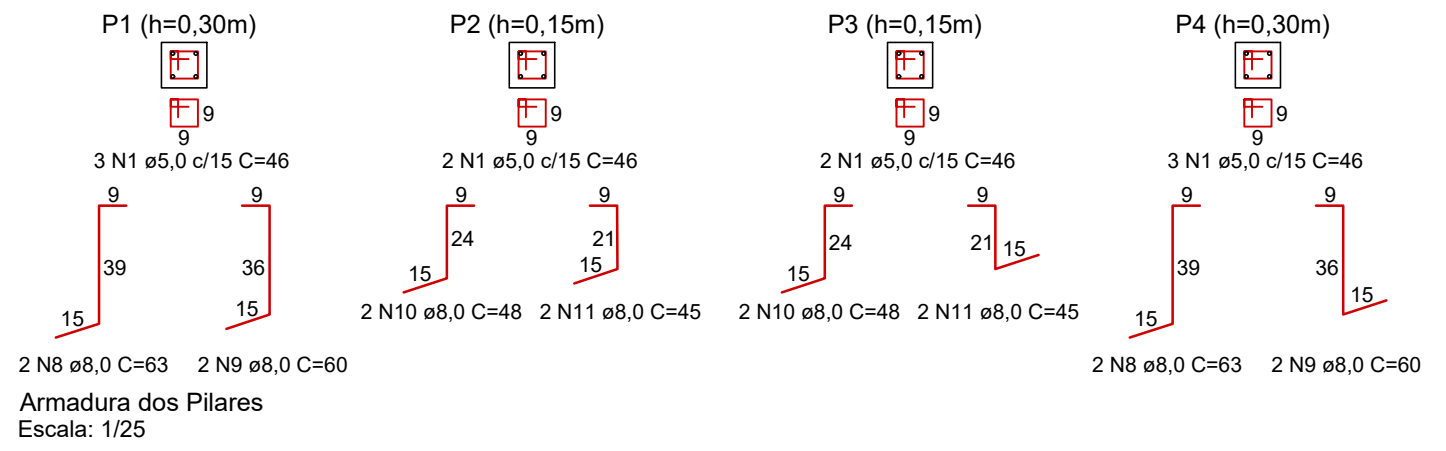 P1 (h=0,30m)
P2 (h=0,15m)
P3 (h=0,15m)
P4 (h=0,30m)
9
9
9
9
9
9
9
9
3 N1 ø5,0 c/15 C=46
2 N1 ø5,0 c/15 C=46
2 N1 ø5,0 c/15 C=46
3 N1 ø5,0 c/15 C=46
9
39
15
9
36
15
9
24
15
9
21
15
9
24
15
9
21
15
9
39
15
9
36
15
2 N10 ø8,0 C=48
2 N11 ø8,0 C=45
2 N10 ø8,0 C=48
2 N11 ø8,0 C=45
2 N8 ø8,0 C=63
2 N9 ø8,0 C=60
2 N8 ø8,0 C=63
2 N9 ø8,0 C=60
Armadura dos Pilares
Escala: 1/25